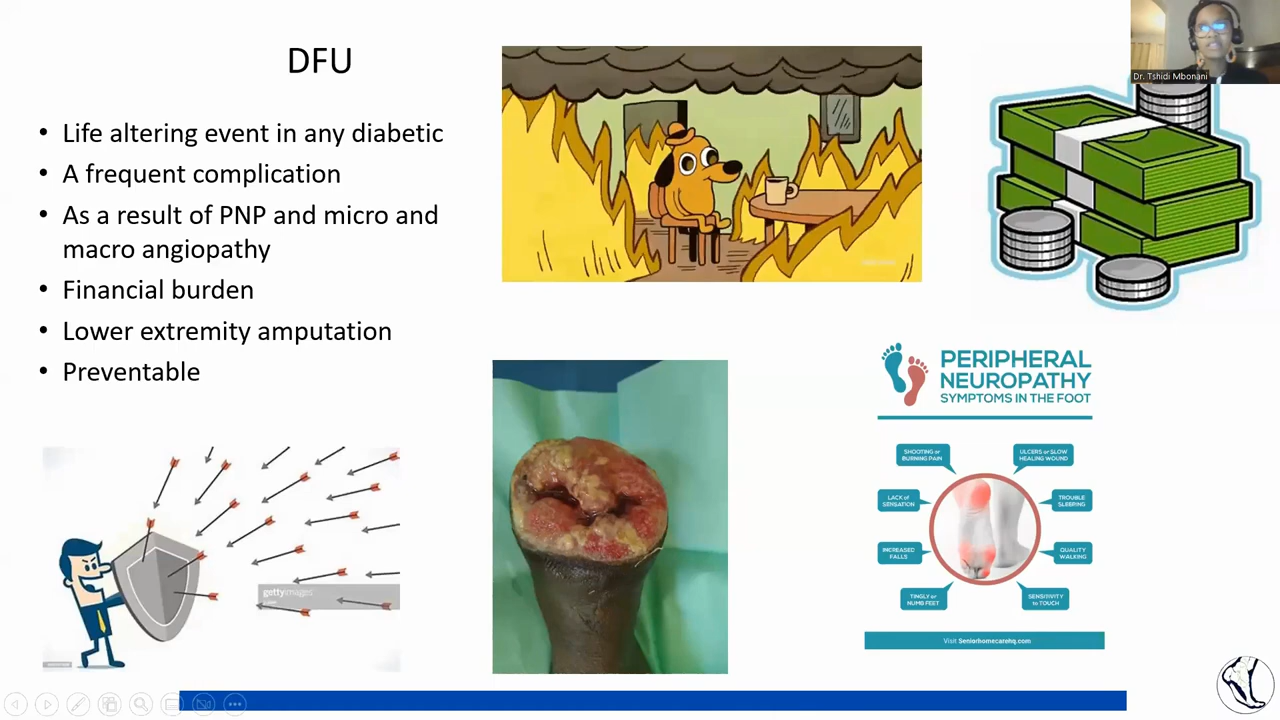 DFU
• Life altering event in any diabetic
• A frequent complication
• As a result of PNP and micro and
macro angiopathy
• Financial burden
• Lower extremity amputation
• Preventable
Dr. Tshidi Mbonani
PERIPHERAL
NEUROPATHY
SYMPTOMS IN THE FOOT
SHOOTING or
BURNING PAIN
ULCERS or SLOW
HEALING WOUND
LACK of
SENSATION
TROUBLE
SLEEPING
INCREASED
FALLS
QUALITY
WALKING
TINGLY or
NUMB FEET
SENSITIVITY
to TOUCH
Visit Seniorhomecarehq.com
gettyimages